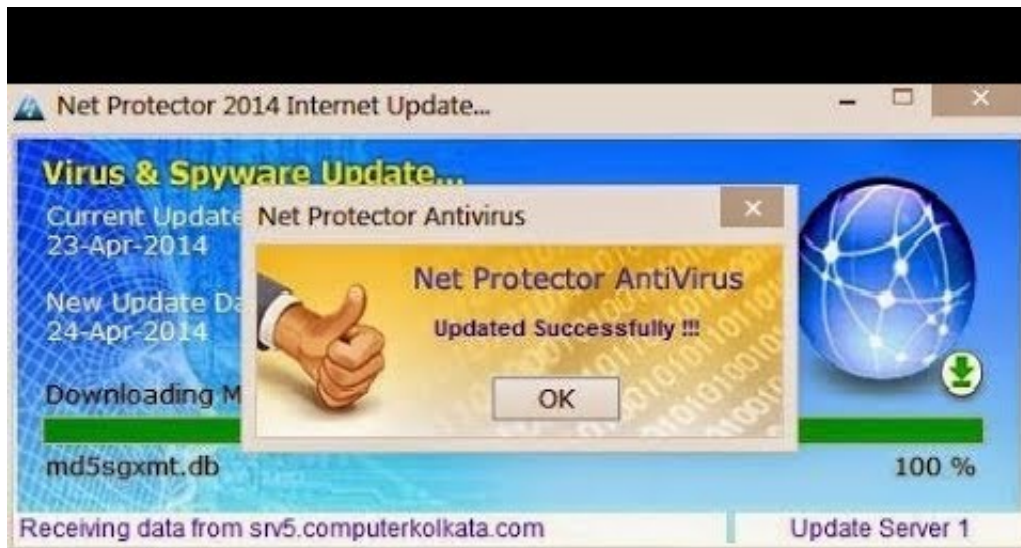 Net Protector 2014 Internet Update...
Virus & Spyware Update...
Current Update
23-Apr-2014
New Update Da
24-Apr-2014
Net Protector Antivirus
Net Protector AntiVirus
Updated Successfully !!!
OK
Downloading M
md5sgxmt.db
100 %
Receiving data from srv5.computerkolkata.com
Update Server 1